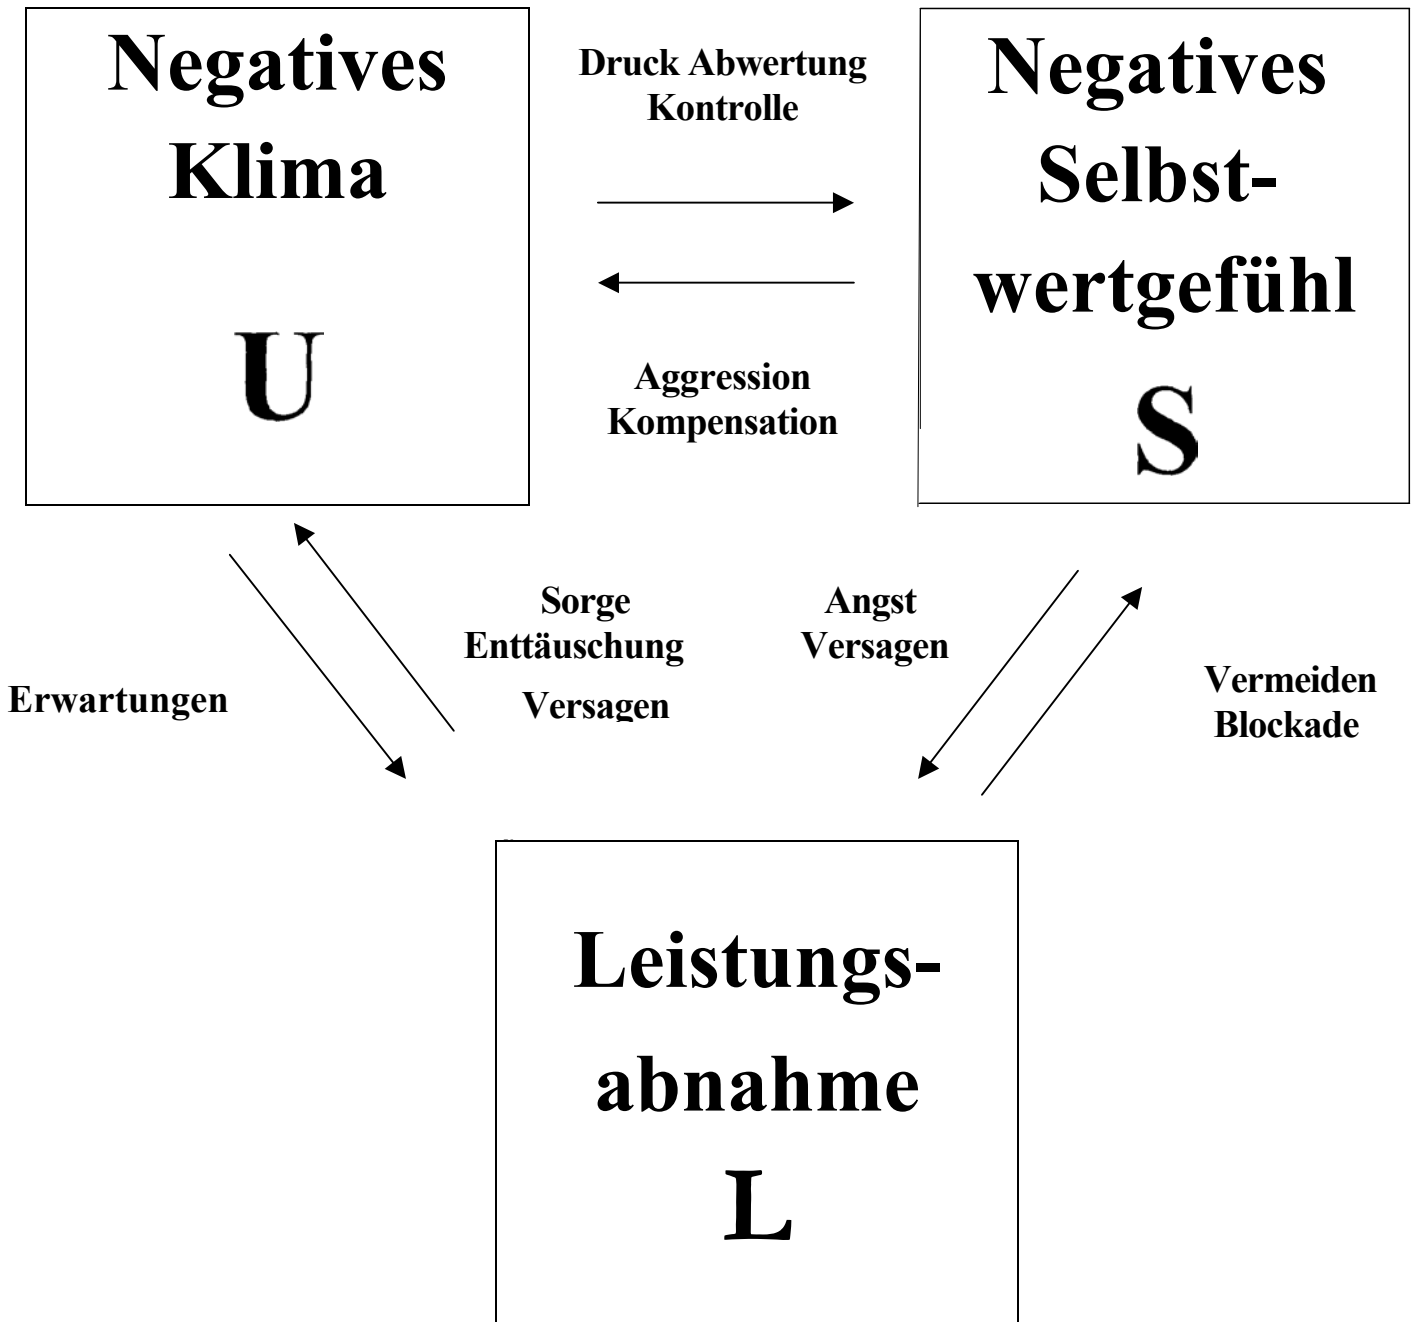 Negatives
Klima
U
Druck Abwertung
Kontrolle
Aggression
Kompensation
Negatives
Selbst-
wertgefühl
S
Erwartungen
Sorge
Enttäuschung
Versagen
Angst
Versagen
Vermeiden
Blockade
Leistungs-
abnahme
L